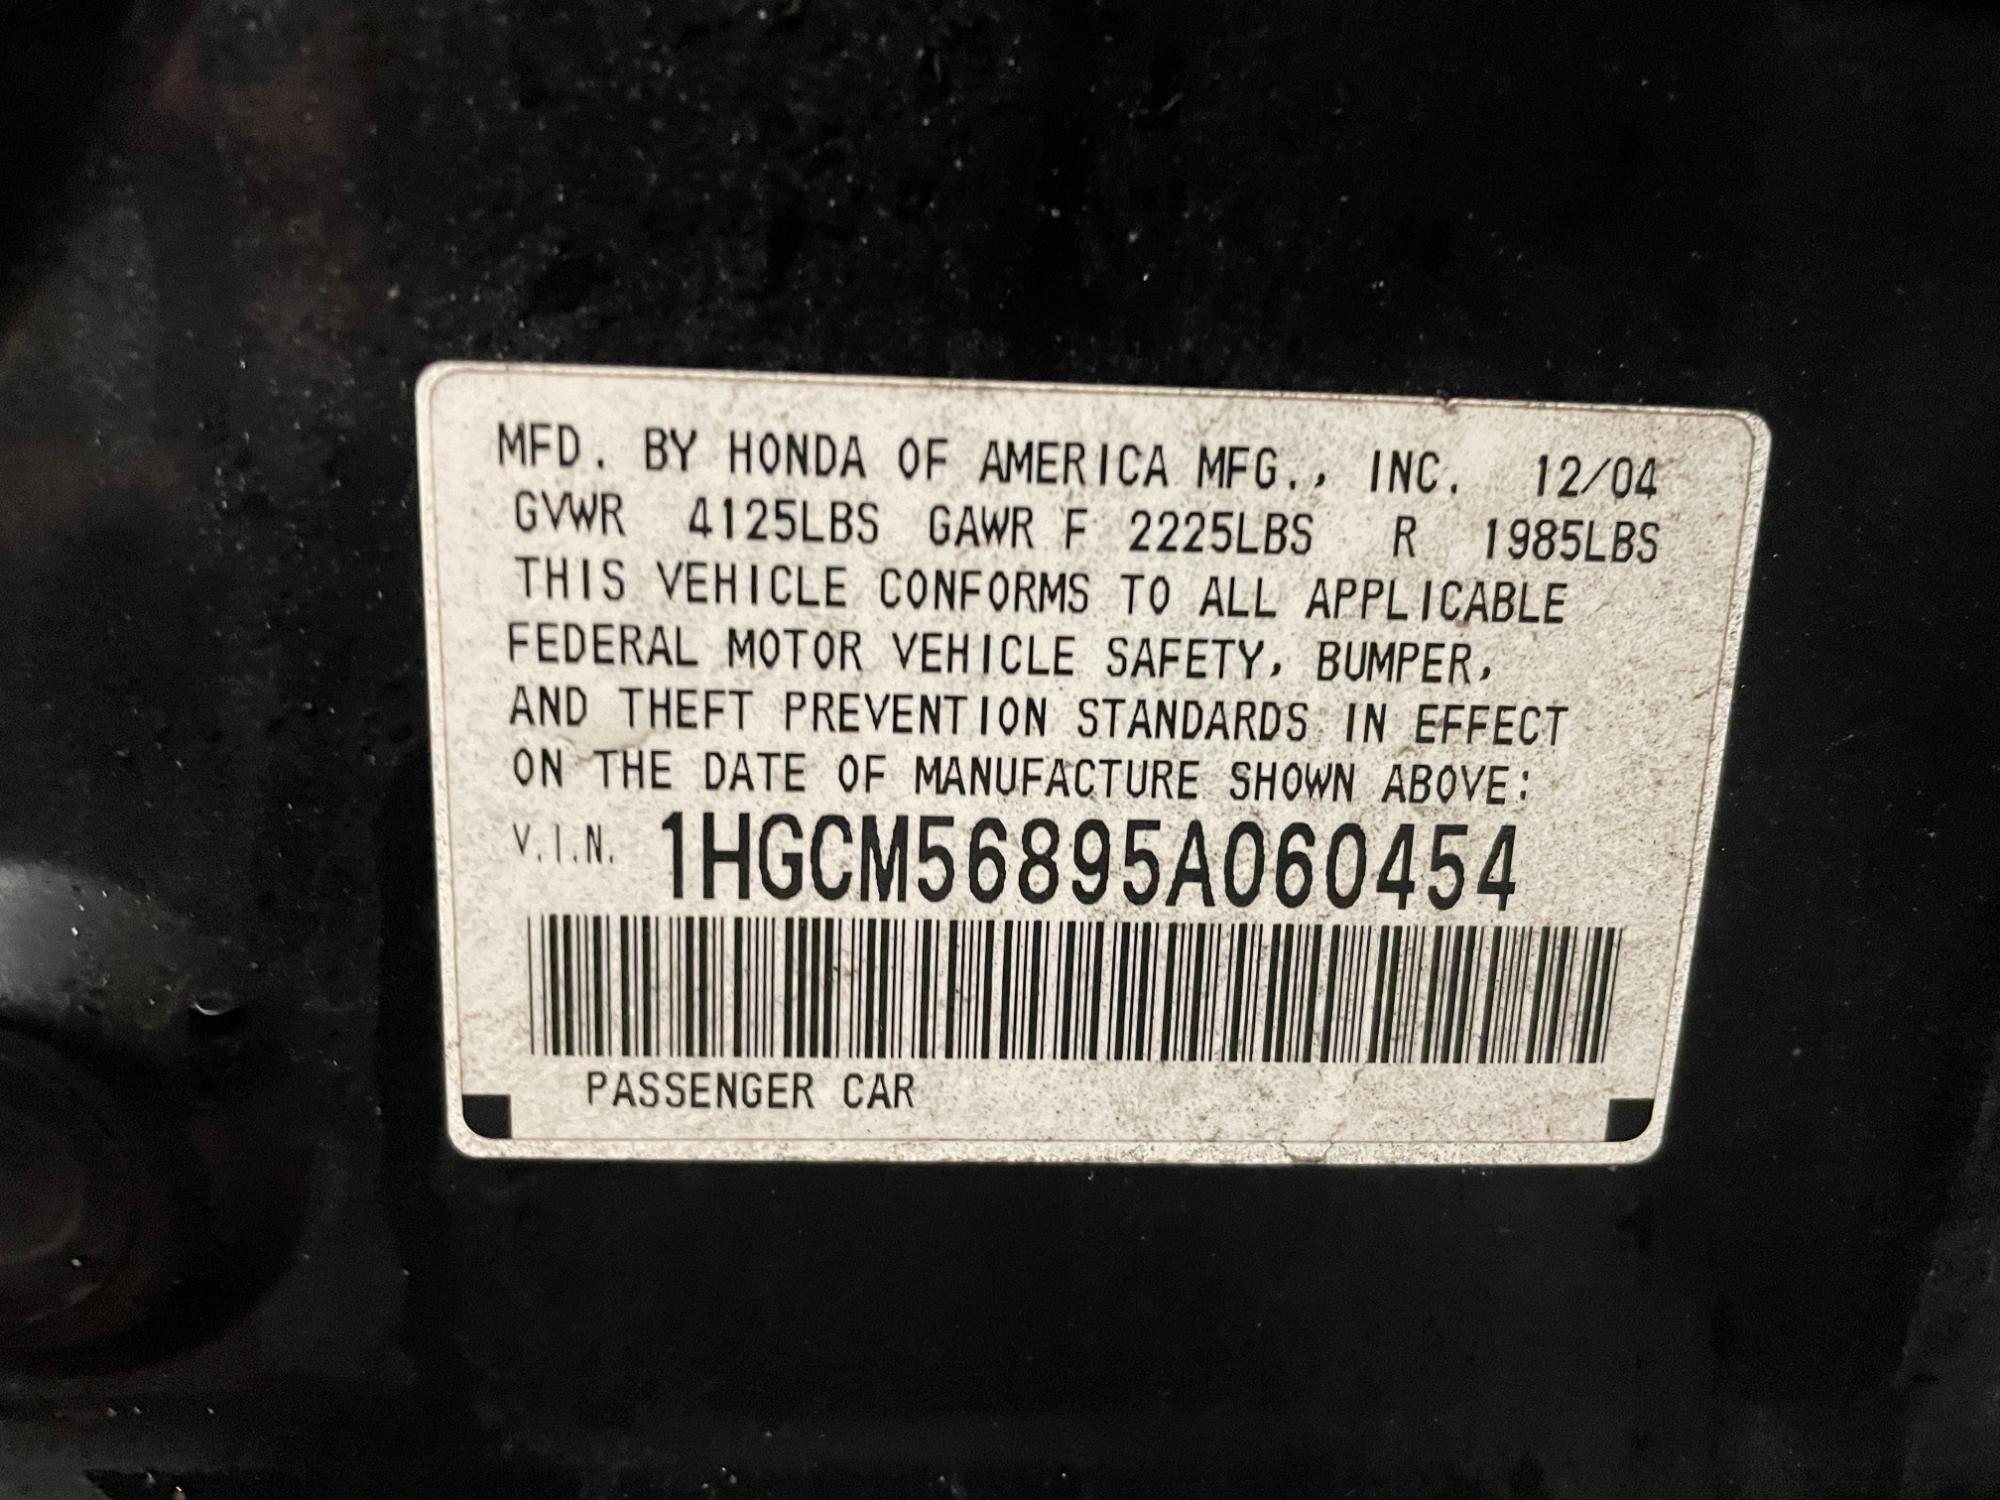 MFD. BY HONDA OF AMERICA MFG., INC. 12/04
GVWR 4125LBS GAWR F 2225LBS R 1985LBS
THIS VEHICLE CONFORMS TO ALL APPLICABLE
FEDERAL MOTOR VEHICLE SAFETY, BUMPER,
AND THEFT PREVENTION STANDARDS IN EFFECT
ON THE DATE OF MANUFACTURE SHOWN ABOVE:
V.I.N. 1HGCM56895A060454
PASSENGER CAR